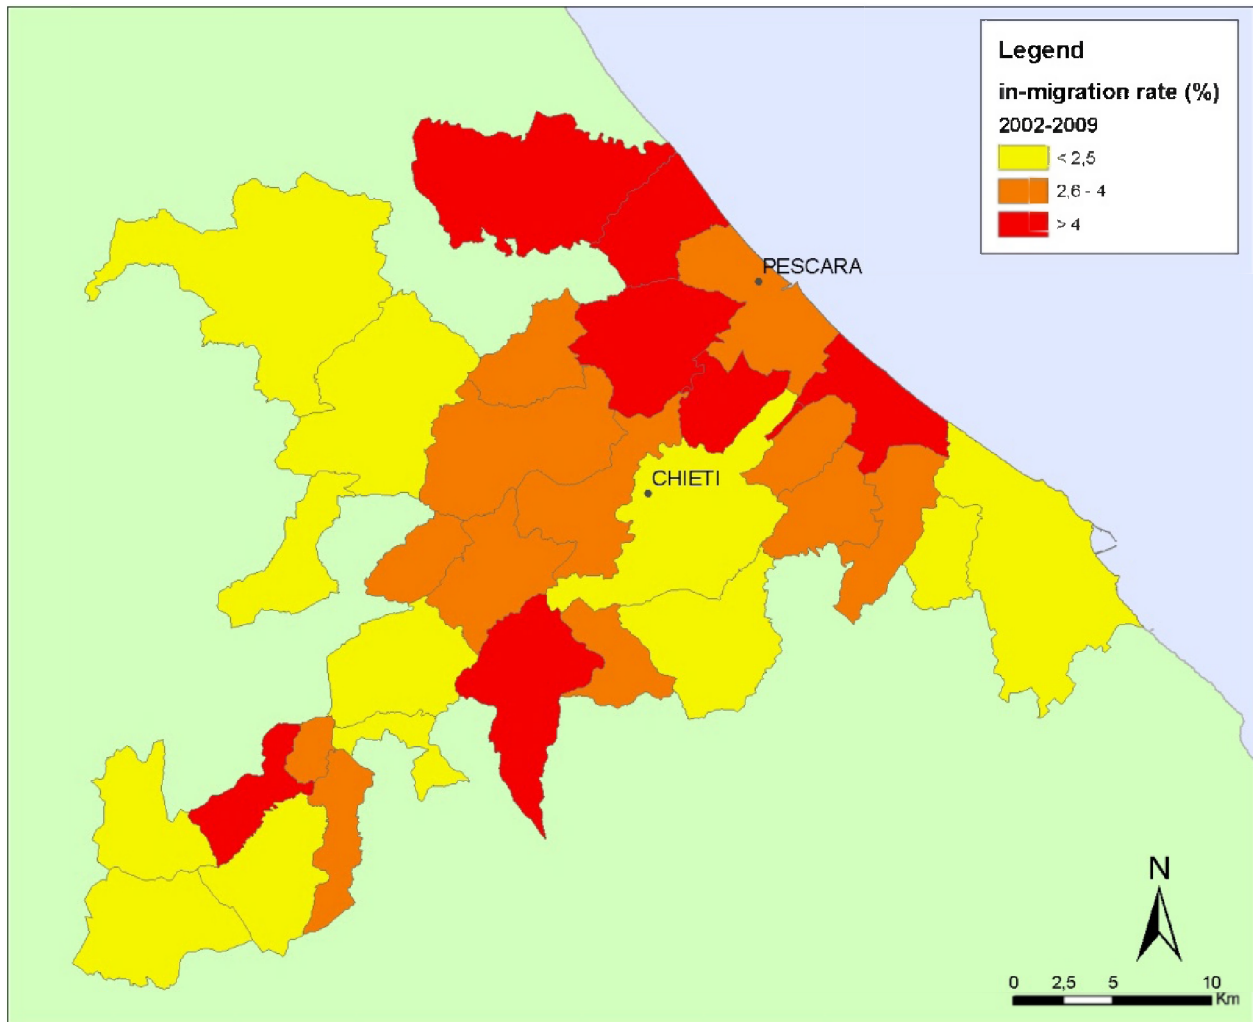 Legend
in-migration rate (%)
2002-2009
< 2,5
2,6 - 4
> 4
PESCARA
CHIETI
N
0 2,5 5 10
Km